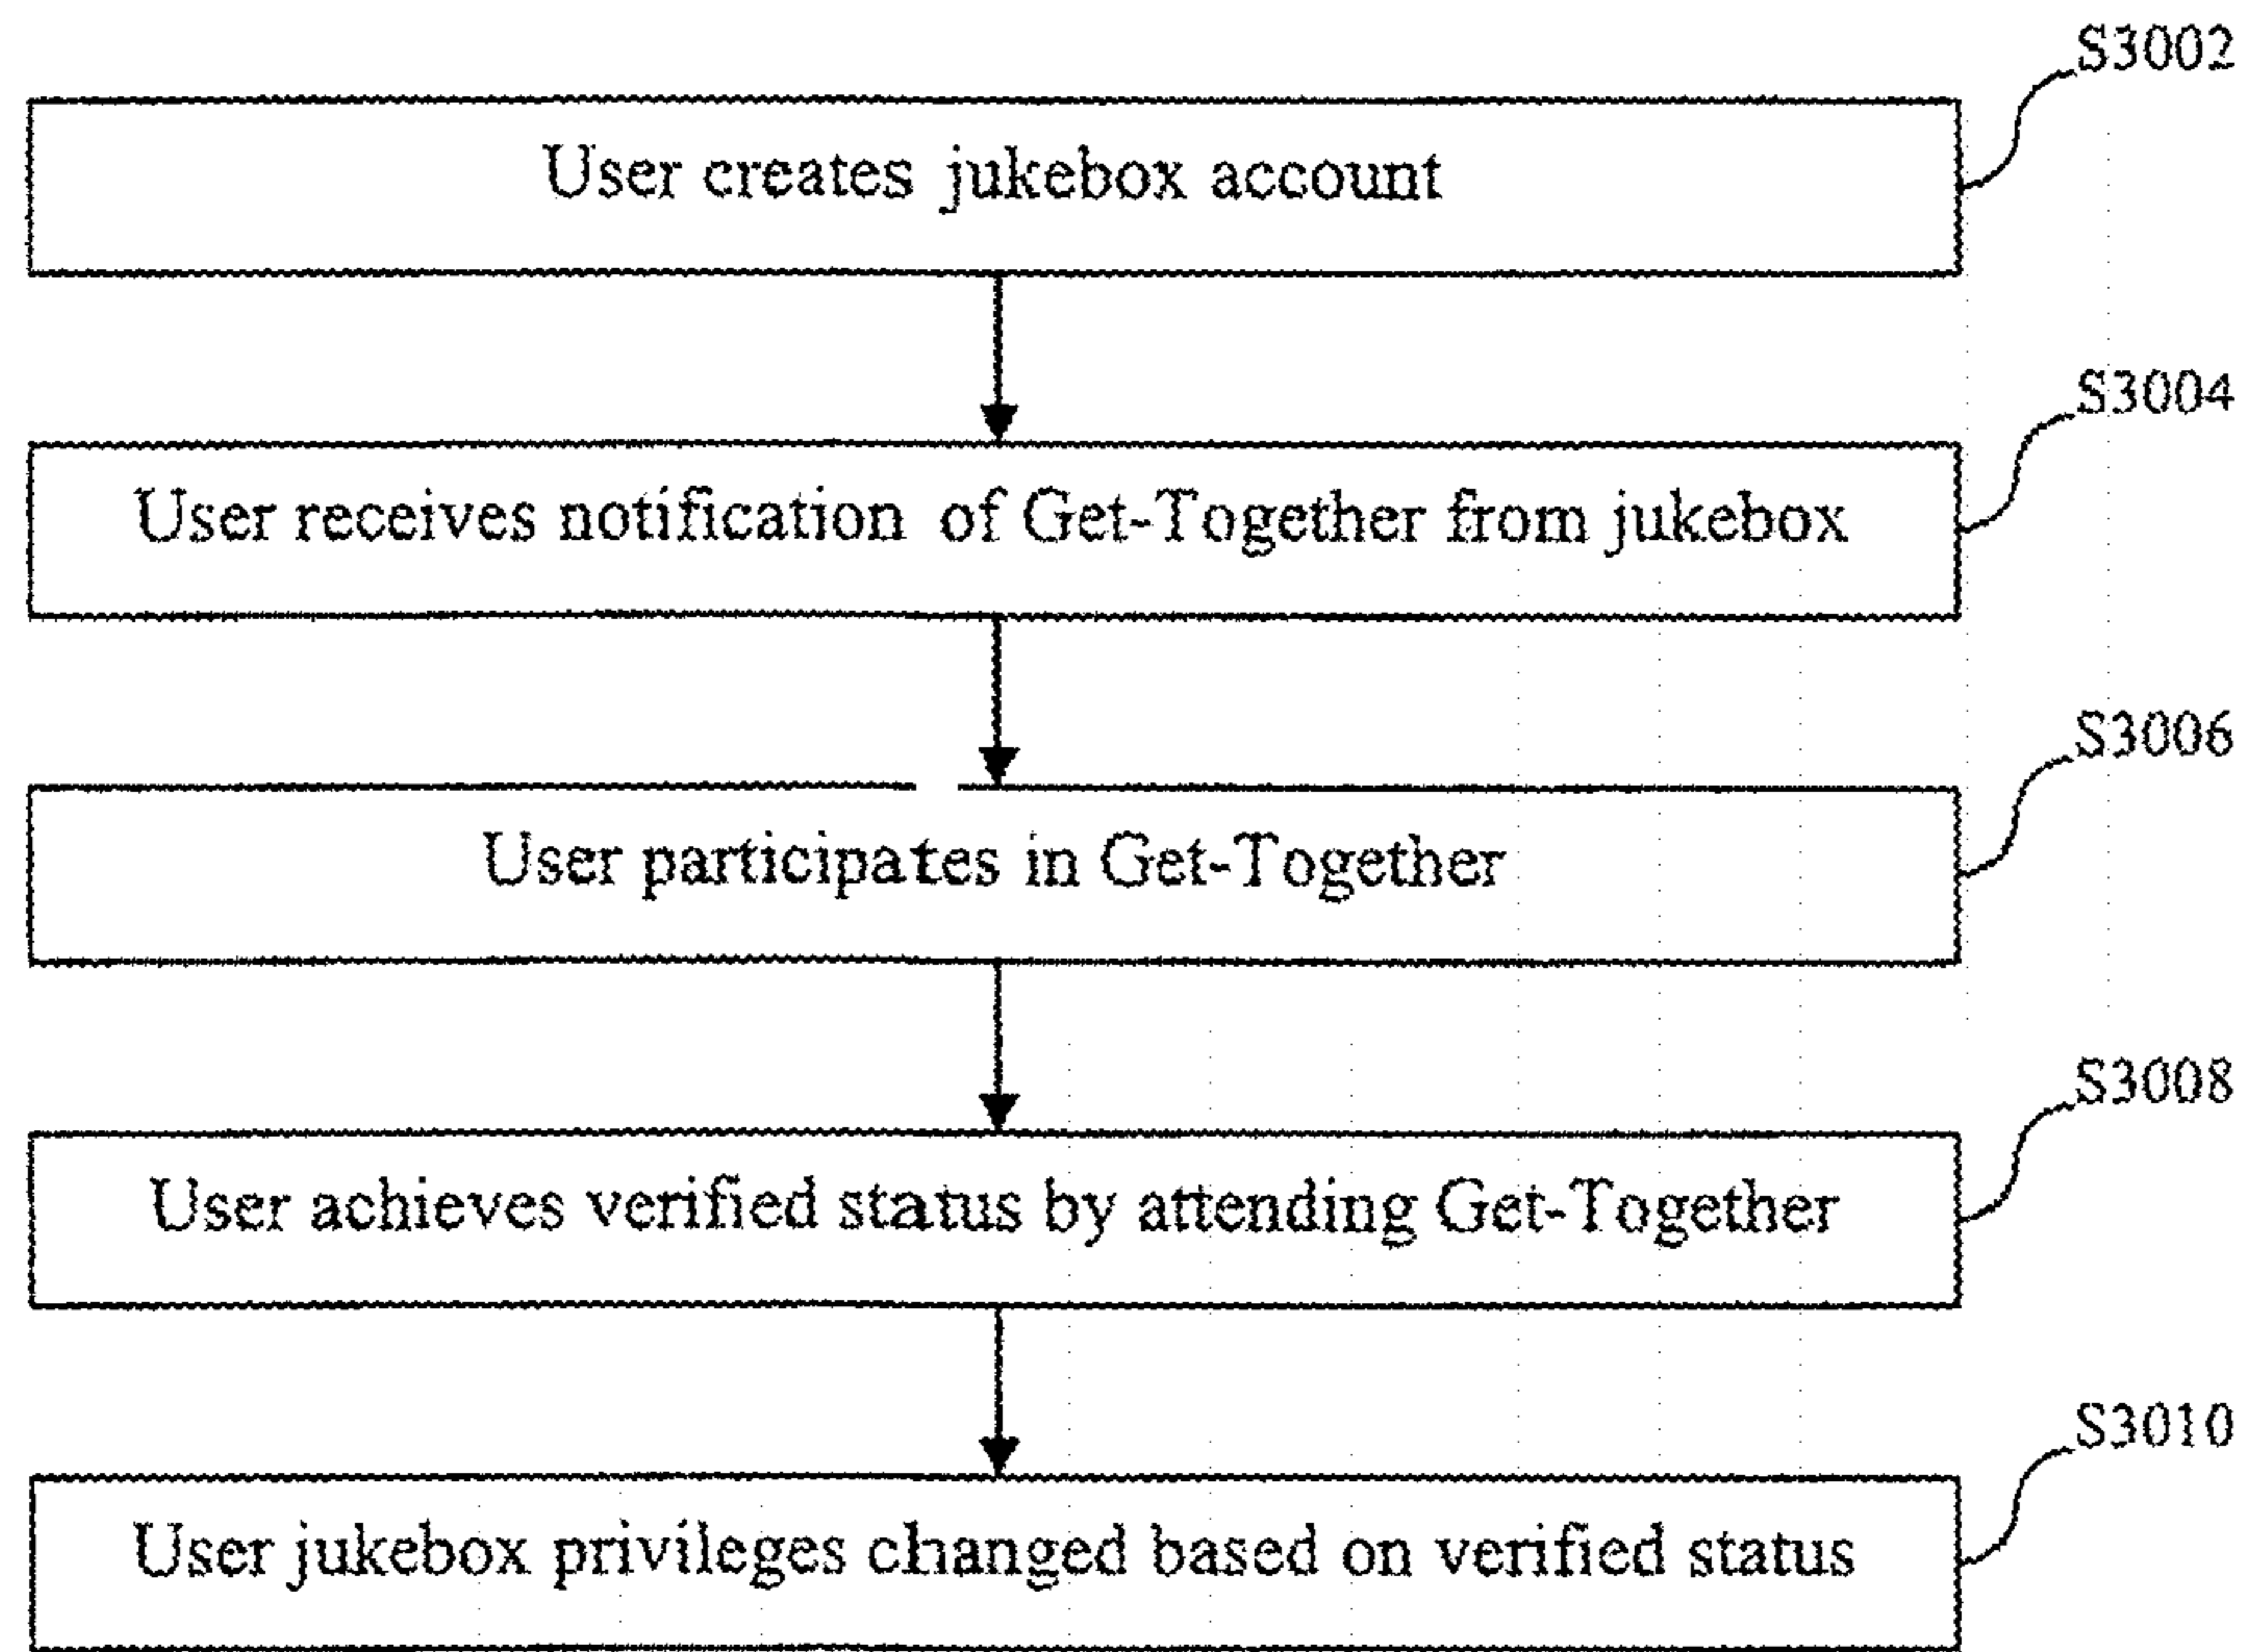 S3002
User creates jukebox account
S3004
User receives notification of Get-Together from jukebox
S3006
User participates in Get-Together
S3008
User achieves verified status by attending Get-Together
S3010
User jukebox privileges changed based on verified status